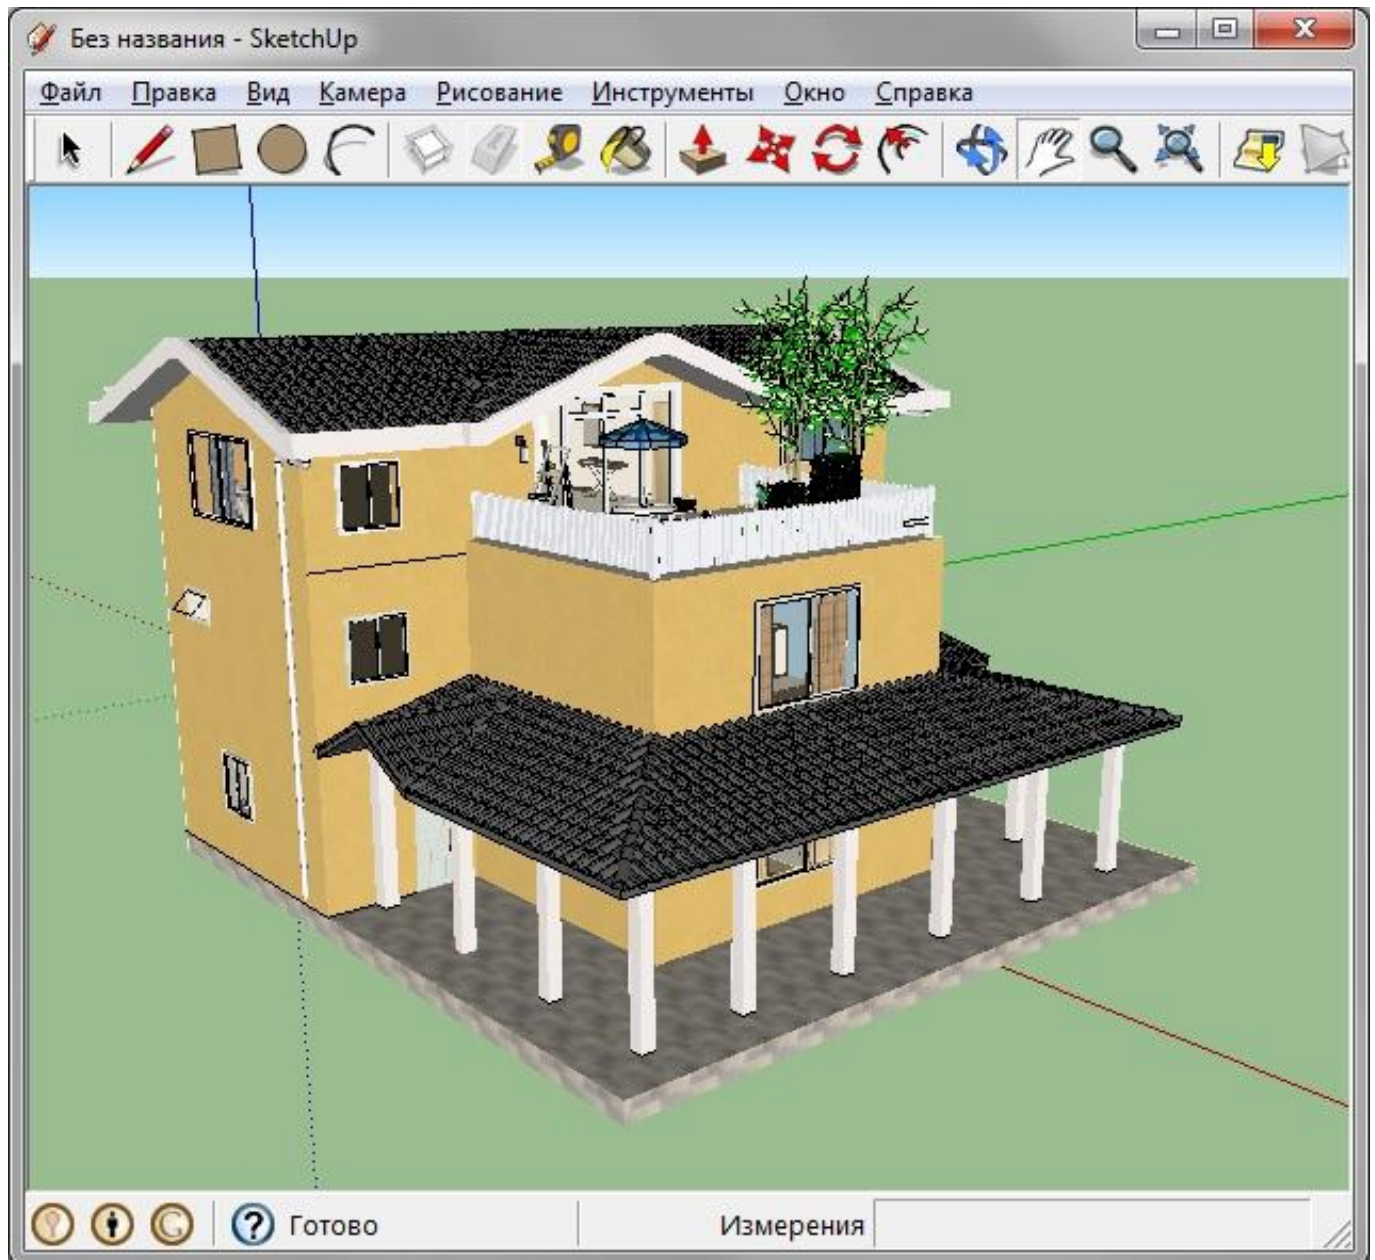 Без названия - SketchUp
Файл Правка Вид Камера Рисование Инструменты Окно Справка
Готово Измерения